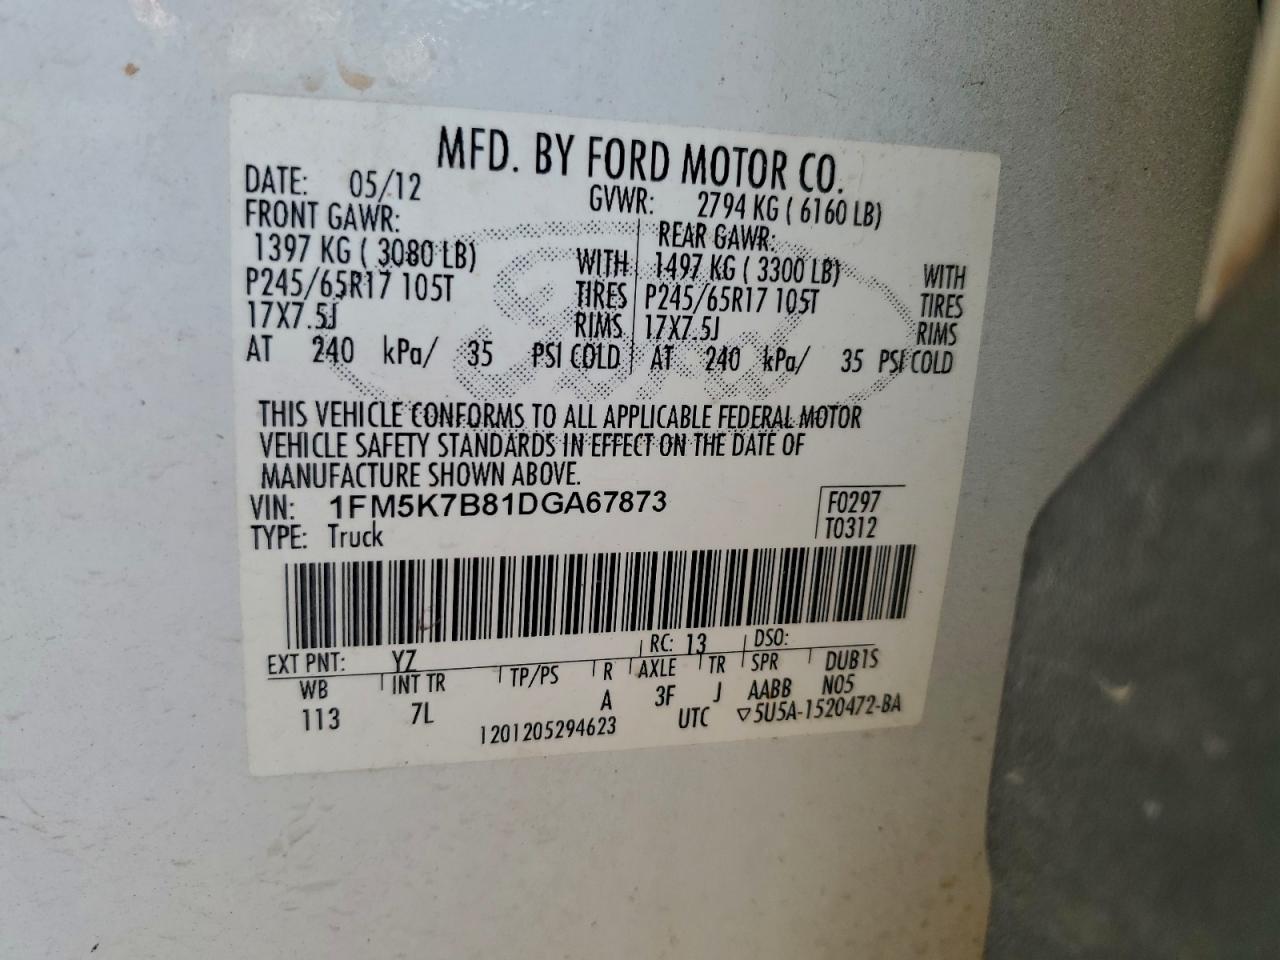 MFD. BY FORD MOTOR CO.
DATE: 05/12 GVWR: 2794 KG ( 6160 LB)
FRONT GAWR: REAR GAWR:
1397 KG ( 3080 LB) WITH 1497 KG ( 3300 LB) WITH
P245/65R17 105T TIRES P245/65R17 105T TIRES
17X7.5J RIMS 17X7.5J RIMS
AT 240 kPa/ 35 PSI COLD AT 240 kPa/ 35 PSI COLD
Ford
THIS VEHICLE CONFORMS TO ALL APPLICABLE FEDERAL MOTOR
VEHICLE SAFETY STANDARDS IN EFFECT ON THE DATE OF
MANUFACTURE SHOWN ABOVE.
VIN: 1FM5K7B81DGA67873 F0297
TYPE: Truck T0312
EXT PNT: YZ RC: 13 DSO:
WB INT TR TP/PS R AXLE TR SPR DUB1S
113 7L A 3F J AABB N05
1201205294623 UTC ▽5U5A-1520472-BA